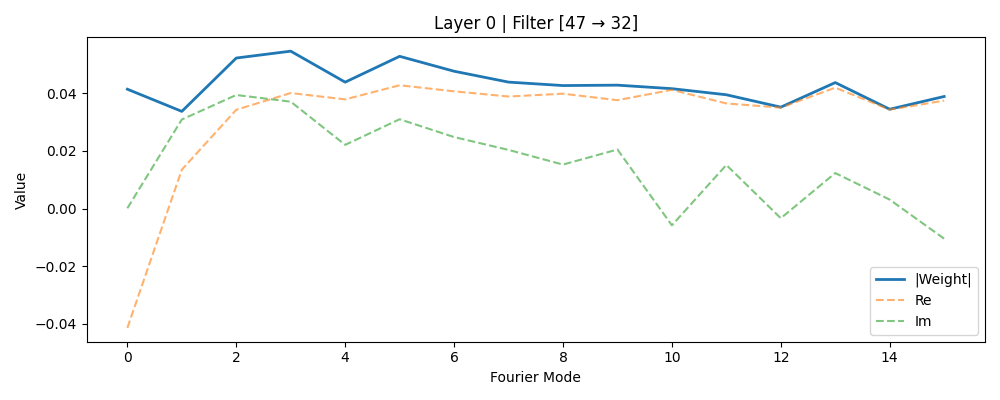 Layer 0 | Filter [47 → 32]
Value
0.04
0.02
0.00
−0.02
−0.04
|Weight|
Re
Im
0 2 4 6 8 10 12 14
Fourier Mode